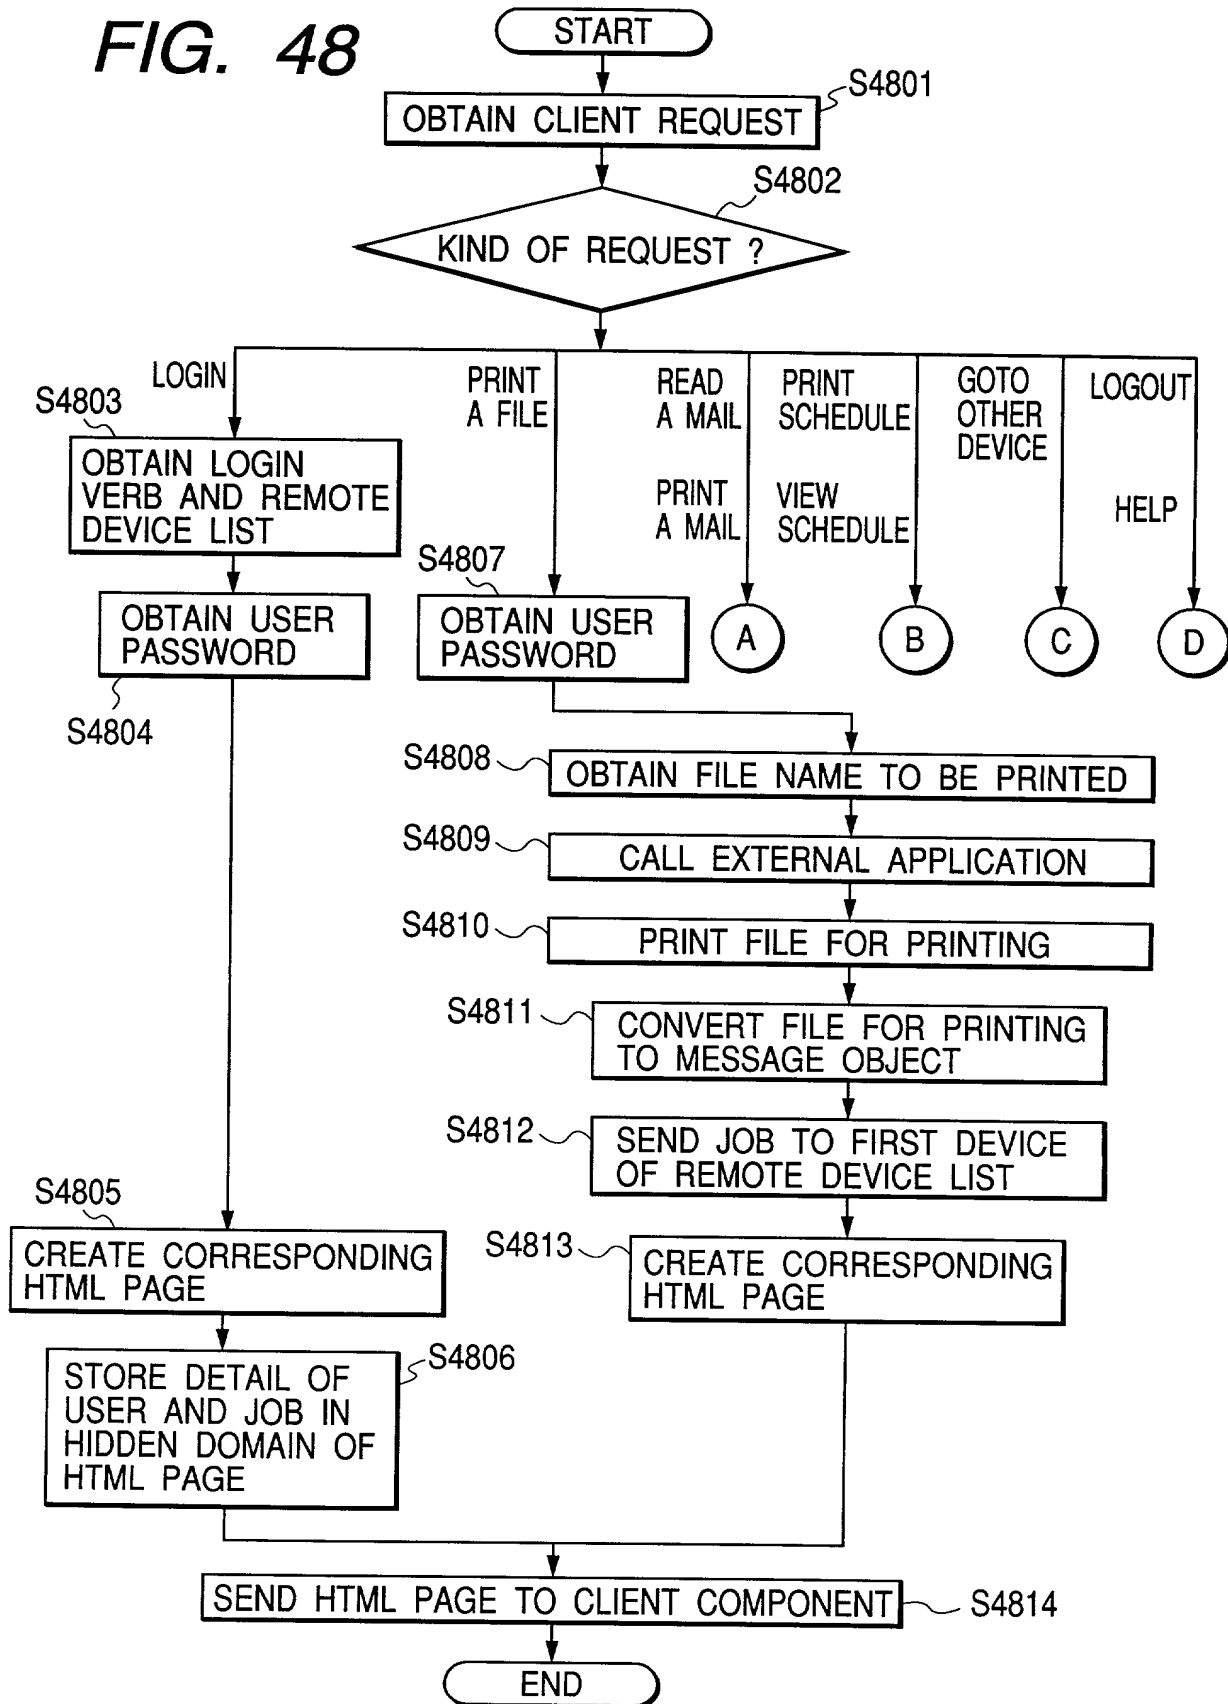 FIG. 48
START
S4801
OBTAIN CLIENT REQUEST
S4802
KIND OF REQUEST ?
LOGIN
PRINT
A FILE
READ
A MAIL
PRINT
A MAIL
PRINT
SCHEDULE
VIEW
SCHEDULE
GOTO
OTHER
DEVICE
LOGOUT
HELP
S4803
OBTAIN LOGIN
VERB AND REMOTE
DEVICE LIST
OBTAIN USER
PASSWORD
S4804
S4807
OBTAIN USER
PASSWORD
A
B
C
D
S4808
OBTAIN FILE NAME TO BE PRINTED
S4809
CALL EXTERNAL APPLICATION
S4810
PRINT FILE FOR PRINTING
S4811
CONVERT FILE FOR PRINTING
TO MESSAGE OBJECT
S4812
SEND JOB TO FIRST DEVICE
OF REMOTE DEVICE LIST
S4805
CREATE CORRESPONDING
HTML PAGE
S4813
CREATE CORRESPONDING
HTML PAGE
S4806
STORE DETAIL OF
USER AND JOB IN
HIDDEN DOMAIN OF
HTML PAGE
SEND HTML PAGE TO CLIENT COMPONENT
S4814
END